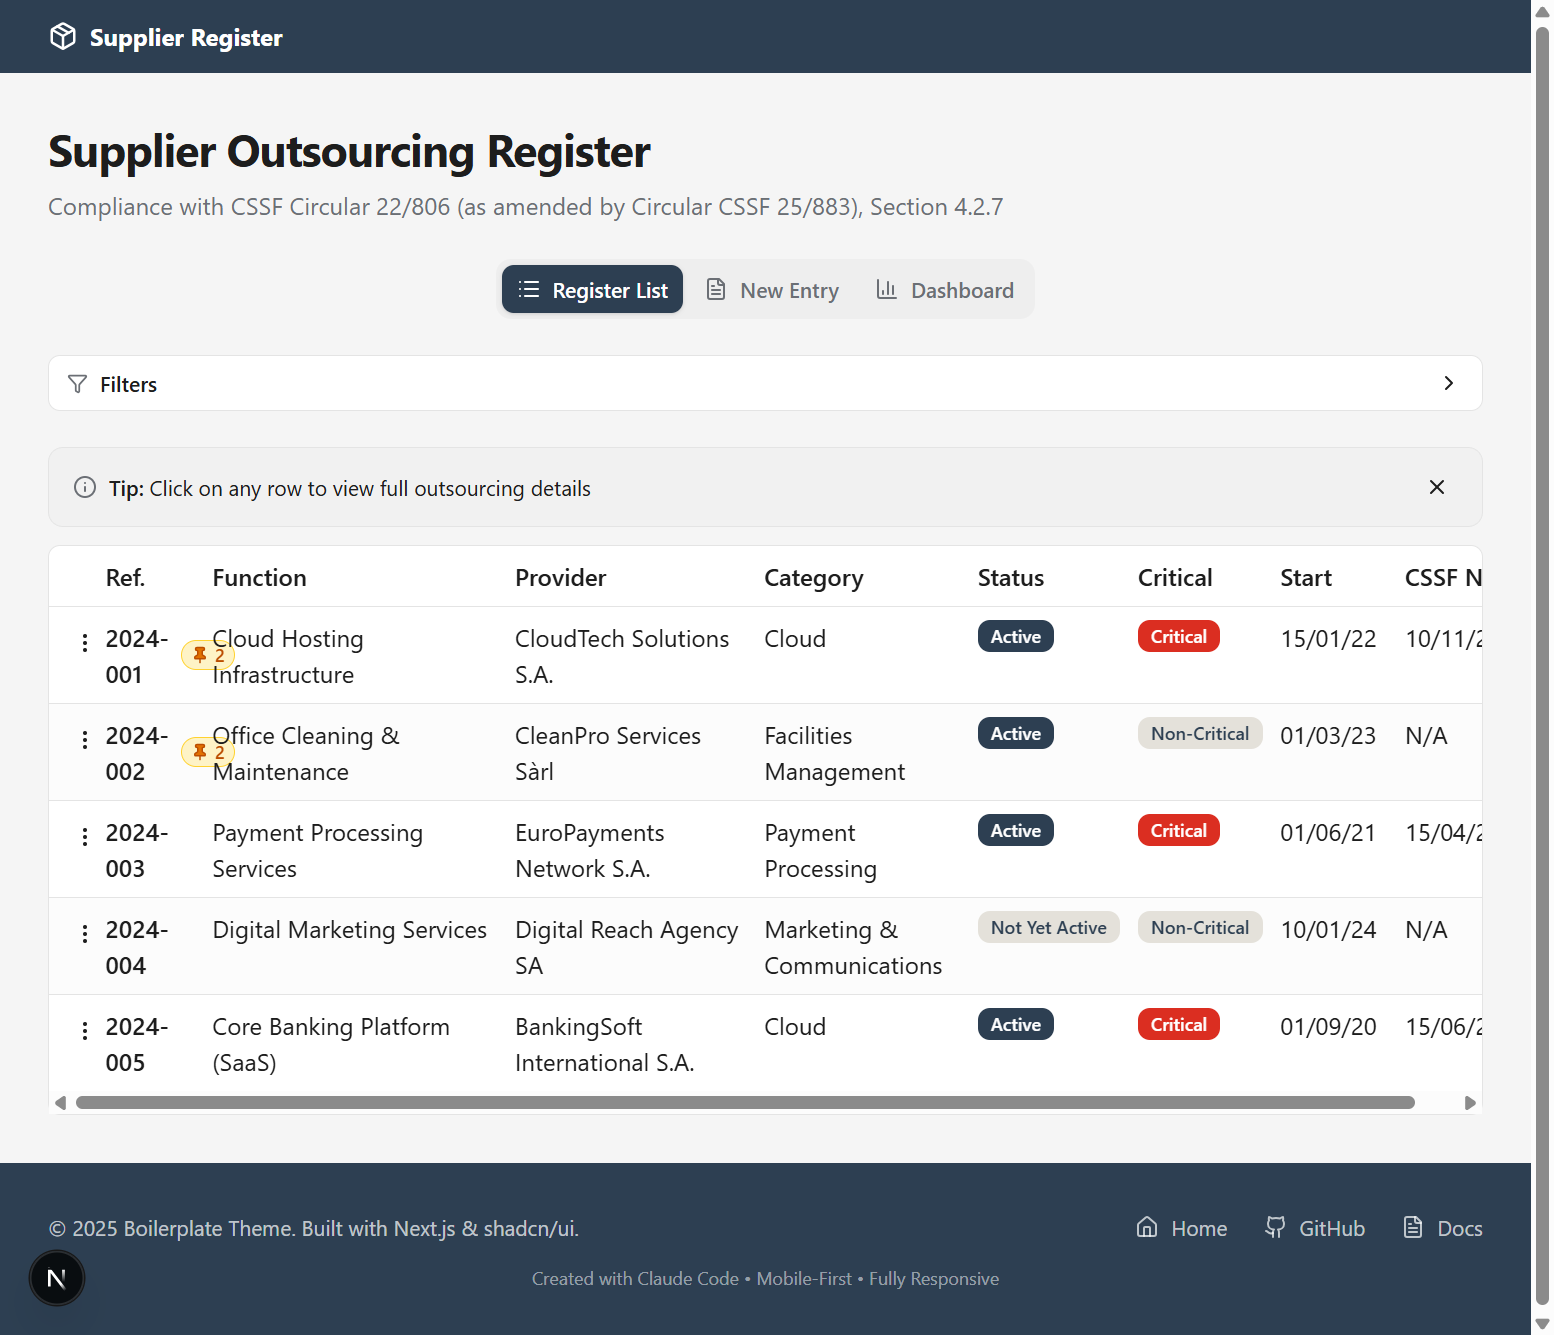 Supplier Register
Supplier Outsourcing Register
Compliance with CSSF Circular 22/806 (as amended by Circular CSSF 25/883), Section 4.2.7
Register List New Entry Dashboard
Filters
Tip: Click on any row to view full outsourcing details
Ref. Function Provider Category Status Critical Start CSSF N
2024-001 2 Cloud Hosting Infrastructure CloudTech Solutions S.A. Cloud Active Critical 15/01/22 10/11/2
2024-002 2 Office Cleaning & Maintenance CleanPro Services Sàrl Facilities Management Active Non-Critical 01/03/23 N/A
2024-003 Payment Processing Services EuroPayments Network S.A. Payment Processing Active Critical 01/06/21 15/04/2
2024-004 Digital Marketing Services Digital Reach Agency SA Marketing & Communications Not Yet Active Non-Critical 10/01/24 N/A
2024-005 Core Banking Platform (SaaS) BankingSoft International S.A. Cloud Active Critical 01/09/20 15/06/2
© 2025 Boilerplate Theme. Built with Next.js & shadcn/ui. Home GitHub Docs
Created with Claude Code • Mobile-First • Fully Responsive
N